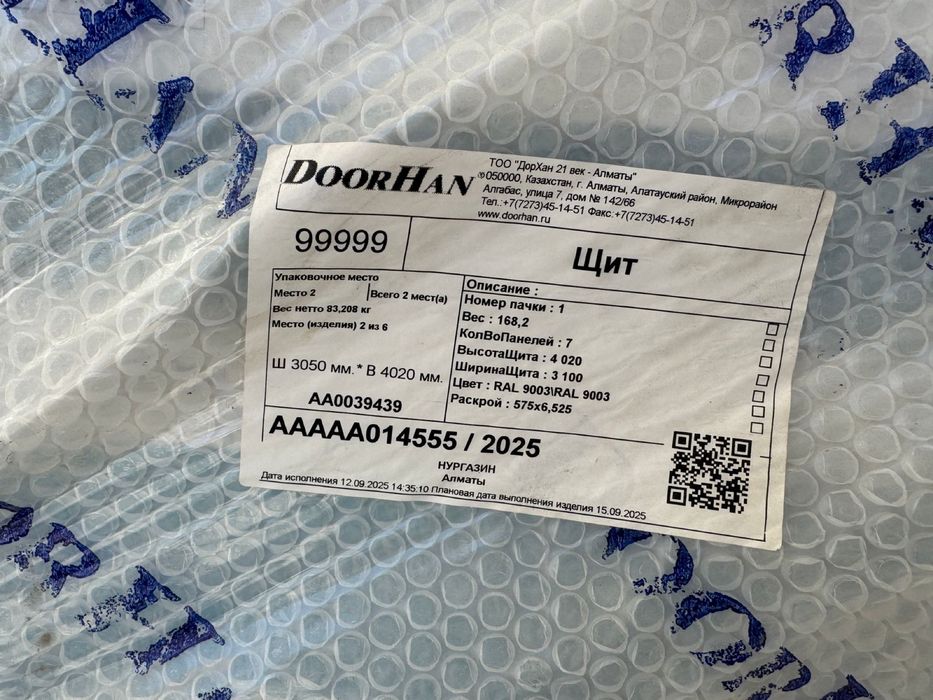 DOORHAN®
ТОО "ДорХан 21 век - Алматы"
050000, Казахстан, г. Алматы, Алатауский район, Микрорайон
Алгабас, улица 7, дом № 142/66
Тел.:+7(7273)45-14-51 Факс:+7(7273)45-14-51
www.doorhan.ru
99999
Щит
Упаковочное место
Место 2 Всего 2 мест(а)
Вес нетто 83,208 кг
Место (изделия) 2 из 6
Ш 3050 мм. * В 4020 мм.
АА0039439
Описание :
Номер пачки : 1
Вес : 168,2
КолВоПанелей : 7
ВысотаЩита : 4 020
ШиринаЩита : 3 100
Цвет : RAL 9003\RAL 9003
Раскрой : 575x6,525
АAAAA014555 / 2025
НУРГАЗИН
Алматы
Дата исполнения 12.09.2025 14:35:10 Плановая дата выполнения изделия 15.09.2025